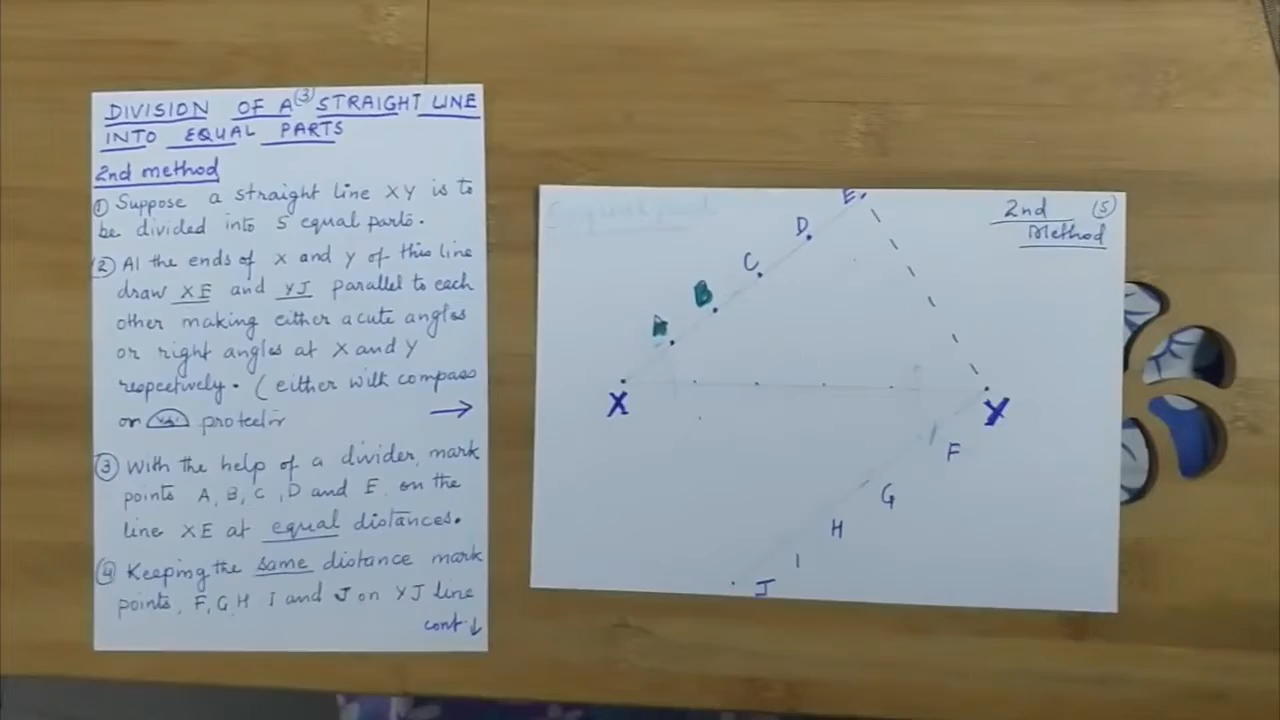 DIVISION OF A (3) STRAIGHT LINE
INTO EQUAL PARTS
2nd method
① Suppose a straight line XY is to
be divided into 5 equal parts.
② At the ends of X and Y of this line
draw XE and YJ parallel to each
other making either acute angles
or right angles at X and Y
respectively. (either with compass
or protector →
③ With the help of a divider, mark
points A, B, C, D and E on the
line XE at equal distances.
④ Keeping the same distance mark
points, F, G, H I and J on YJ line
cont ↓
2nd (5)
Method
E
D
C
B
A
X
Y
F
G
H
I
J